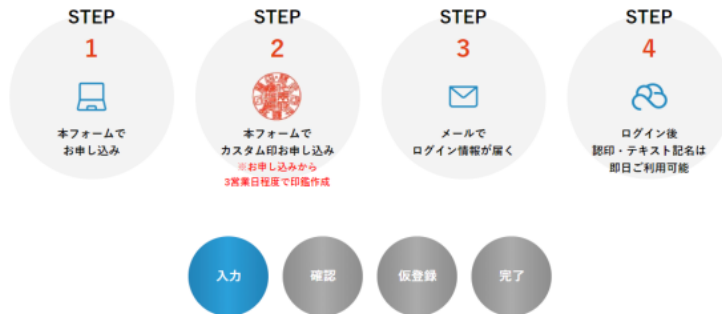 STEP
1
本フォームで
お申し込み
STEP
2
本フォームで
カスタム印お申し込み
※お申し込みから
3営業日程度で印鑑作成
STEP
3
メールで
ログイン情報が届く
STEP
4
ログイン後
認印・テキスト記名は
即日ご利用可能
入力
確認
仮登録
完了